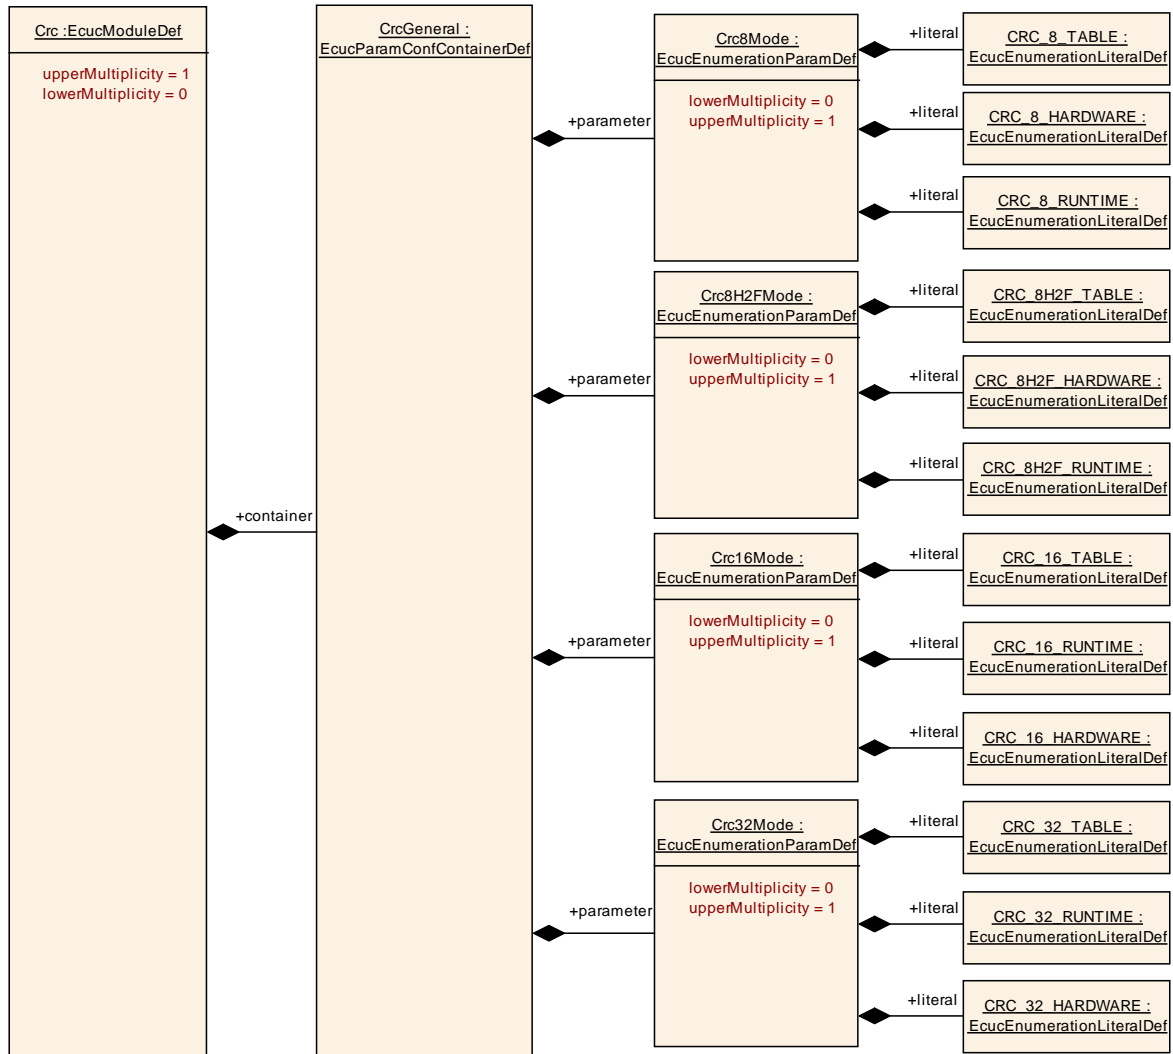 Crc :EcucModuleDef
upperMultiplicity = 1
lowerMultiplicity = 0
+container
CrcGeneral :
EcucParamConfContainerDef
+parameter
Crc8Mode :
EcucEnumerationParamDef
lowerMultiplicity = 0
upperMultiplicity = 1
+literal
CRC_8_TABLE :
EcucEnumerationLiteralDef
+literal
CRC_8_HARDWARE :
EcucEnumerationLiteralDef
+literal
CRC_8_RUNTIME :
EcucEnumerationLiteralDef
+parameter
Crc8H2FMode :
EcucEnumerationParamDef
lowerMultiplicity = 0
upperMultiplicity = 1
+literal
CRC_8H2F_TABLE :
EcucEnumerationLiteralDef
+literal
CRC_8H2F_HARDWARE :
EcucEnumerationLiteralDef
+literal
CRC_8H2F_RUNTIME :
EcucEnumerationLiteralDef
+parameter
Crc16Mode :
EcucEnumerationParamDef
lowerMultiplicity = 0
upperMultiplicity = 1
+literal
CRC_16_TABLE :
EcucEnumerationLiteralDef
+literal
CRC_16_RUNTIME :
EcucEnumerationLiteralDef
+literal
CRC_16_HARDWARE :
EcucEnumerationLiteralDef
+parameter
Crc32Mode :
EcucEnumerationParamDef
lowerMultiplicity = 0
upperMultiplicity = 1
+literal
CRC_32_TABLE :
EcucEnumerationLiteralDef
+literal
CRC_32_RUNTIME :
EcucEnumerationLiteralDef
+literal
CRC_32_HARDWARE :
EcucEnumerationLiteralDef